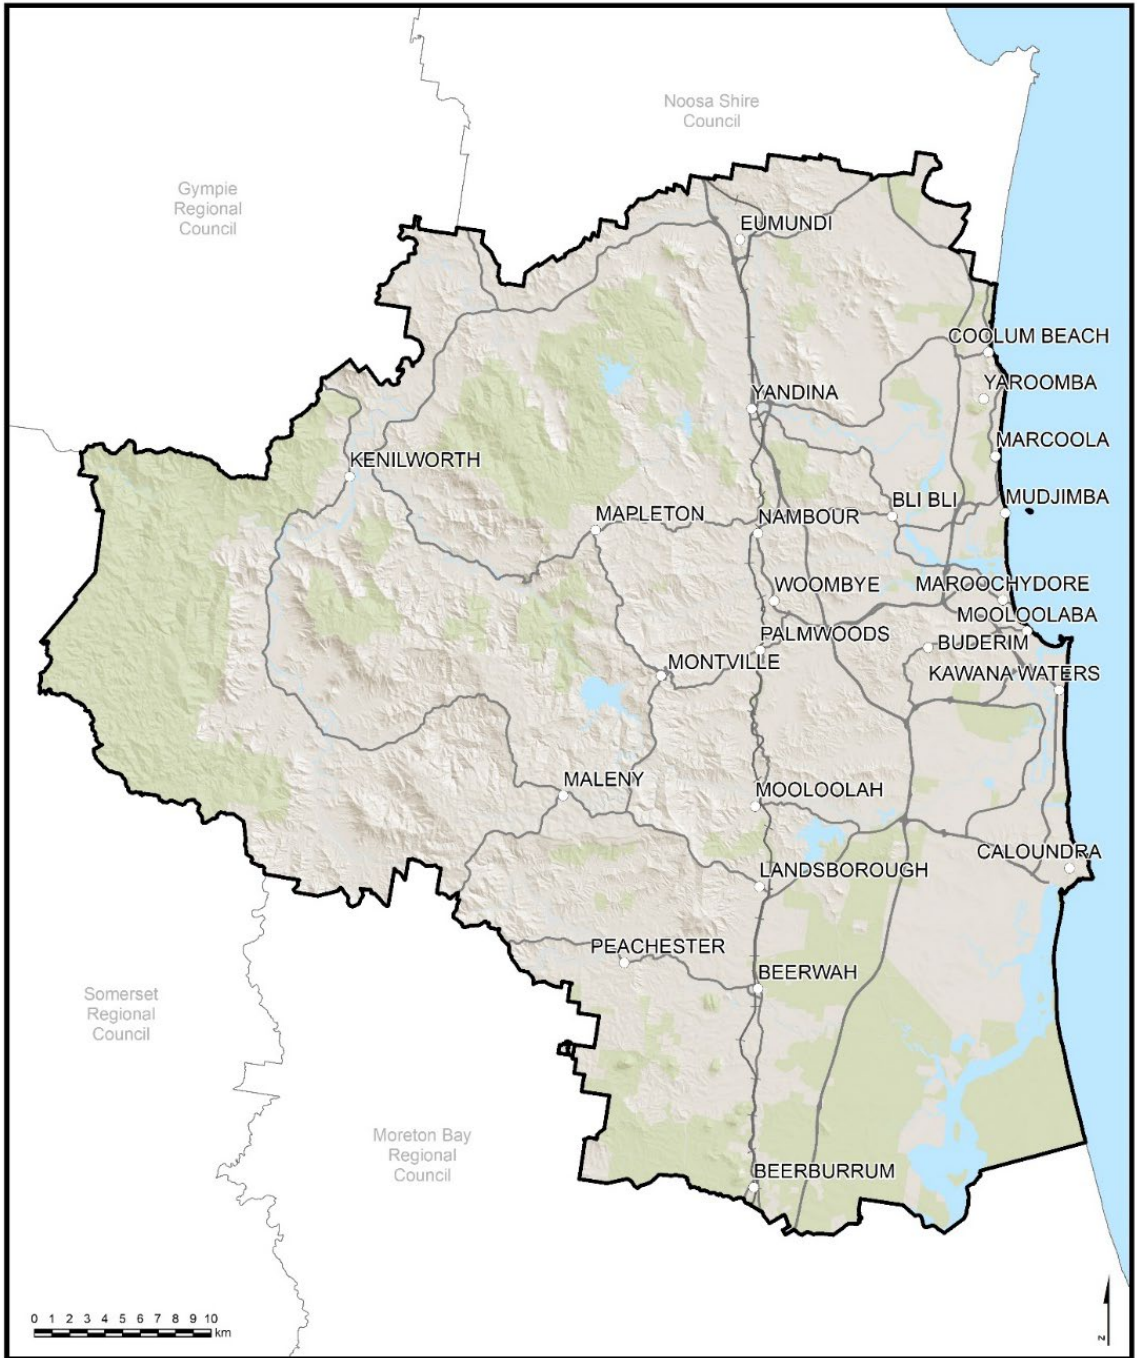 Noosa Shire
Council
Gympie
Regional
Council
EUMUNDI
COOLUM BEACH
YAROOMBA
YANDINA
MARCOOLA
KENILWORTH
BLI BLI
MUDJIMBA
MAPLETON
NAMBOUR
WOOMBYE
MAROOCHYDORE
MOOLOOLABA
PALMWOODS
BUDERIM
MONTVILLE
KAWANA WATERS
MALENY
MOOLOOLAH
CALOUNDRA
LANDSBOROUGH
PEACHESTER
BEERWAH
Somerset
Regional
Council
Moreton Bay
Regional
Council
BEERBURRUM
0 1 2 3 4 5 6 7 8 9 10
km
N